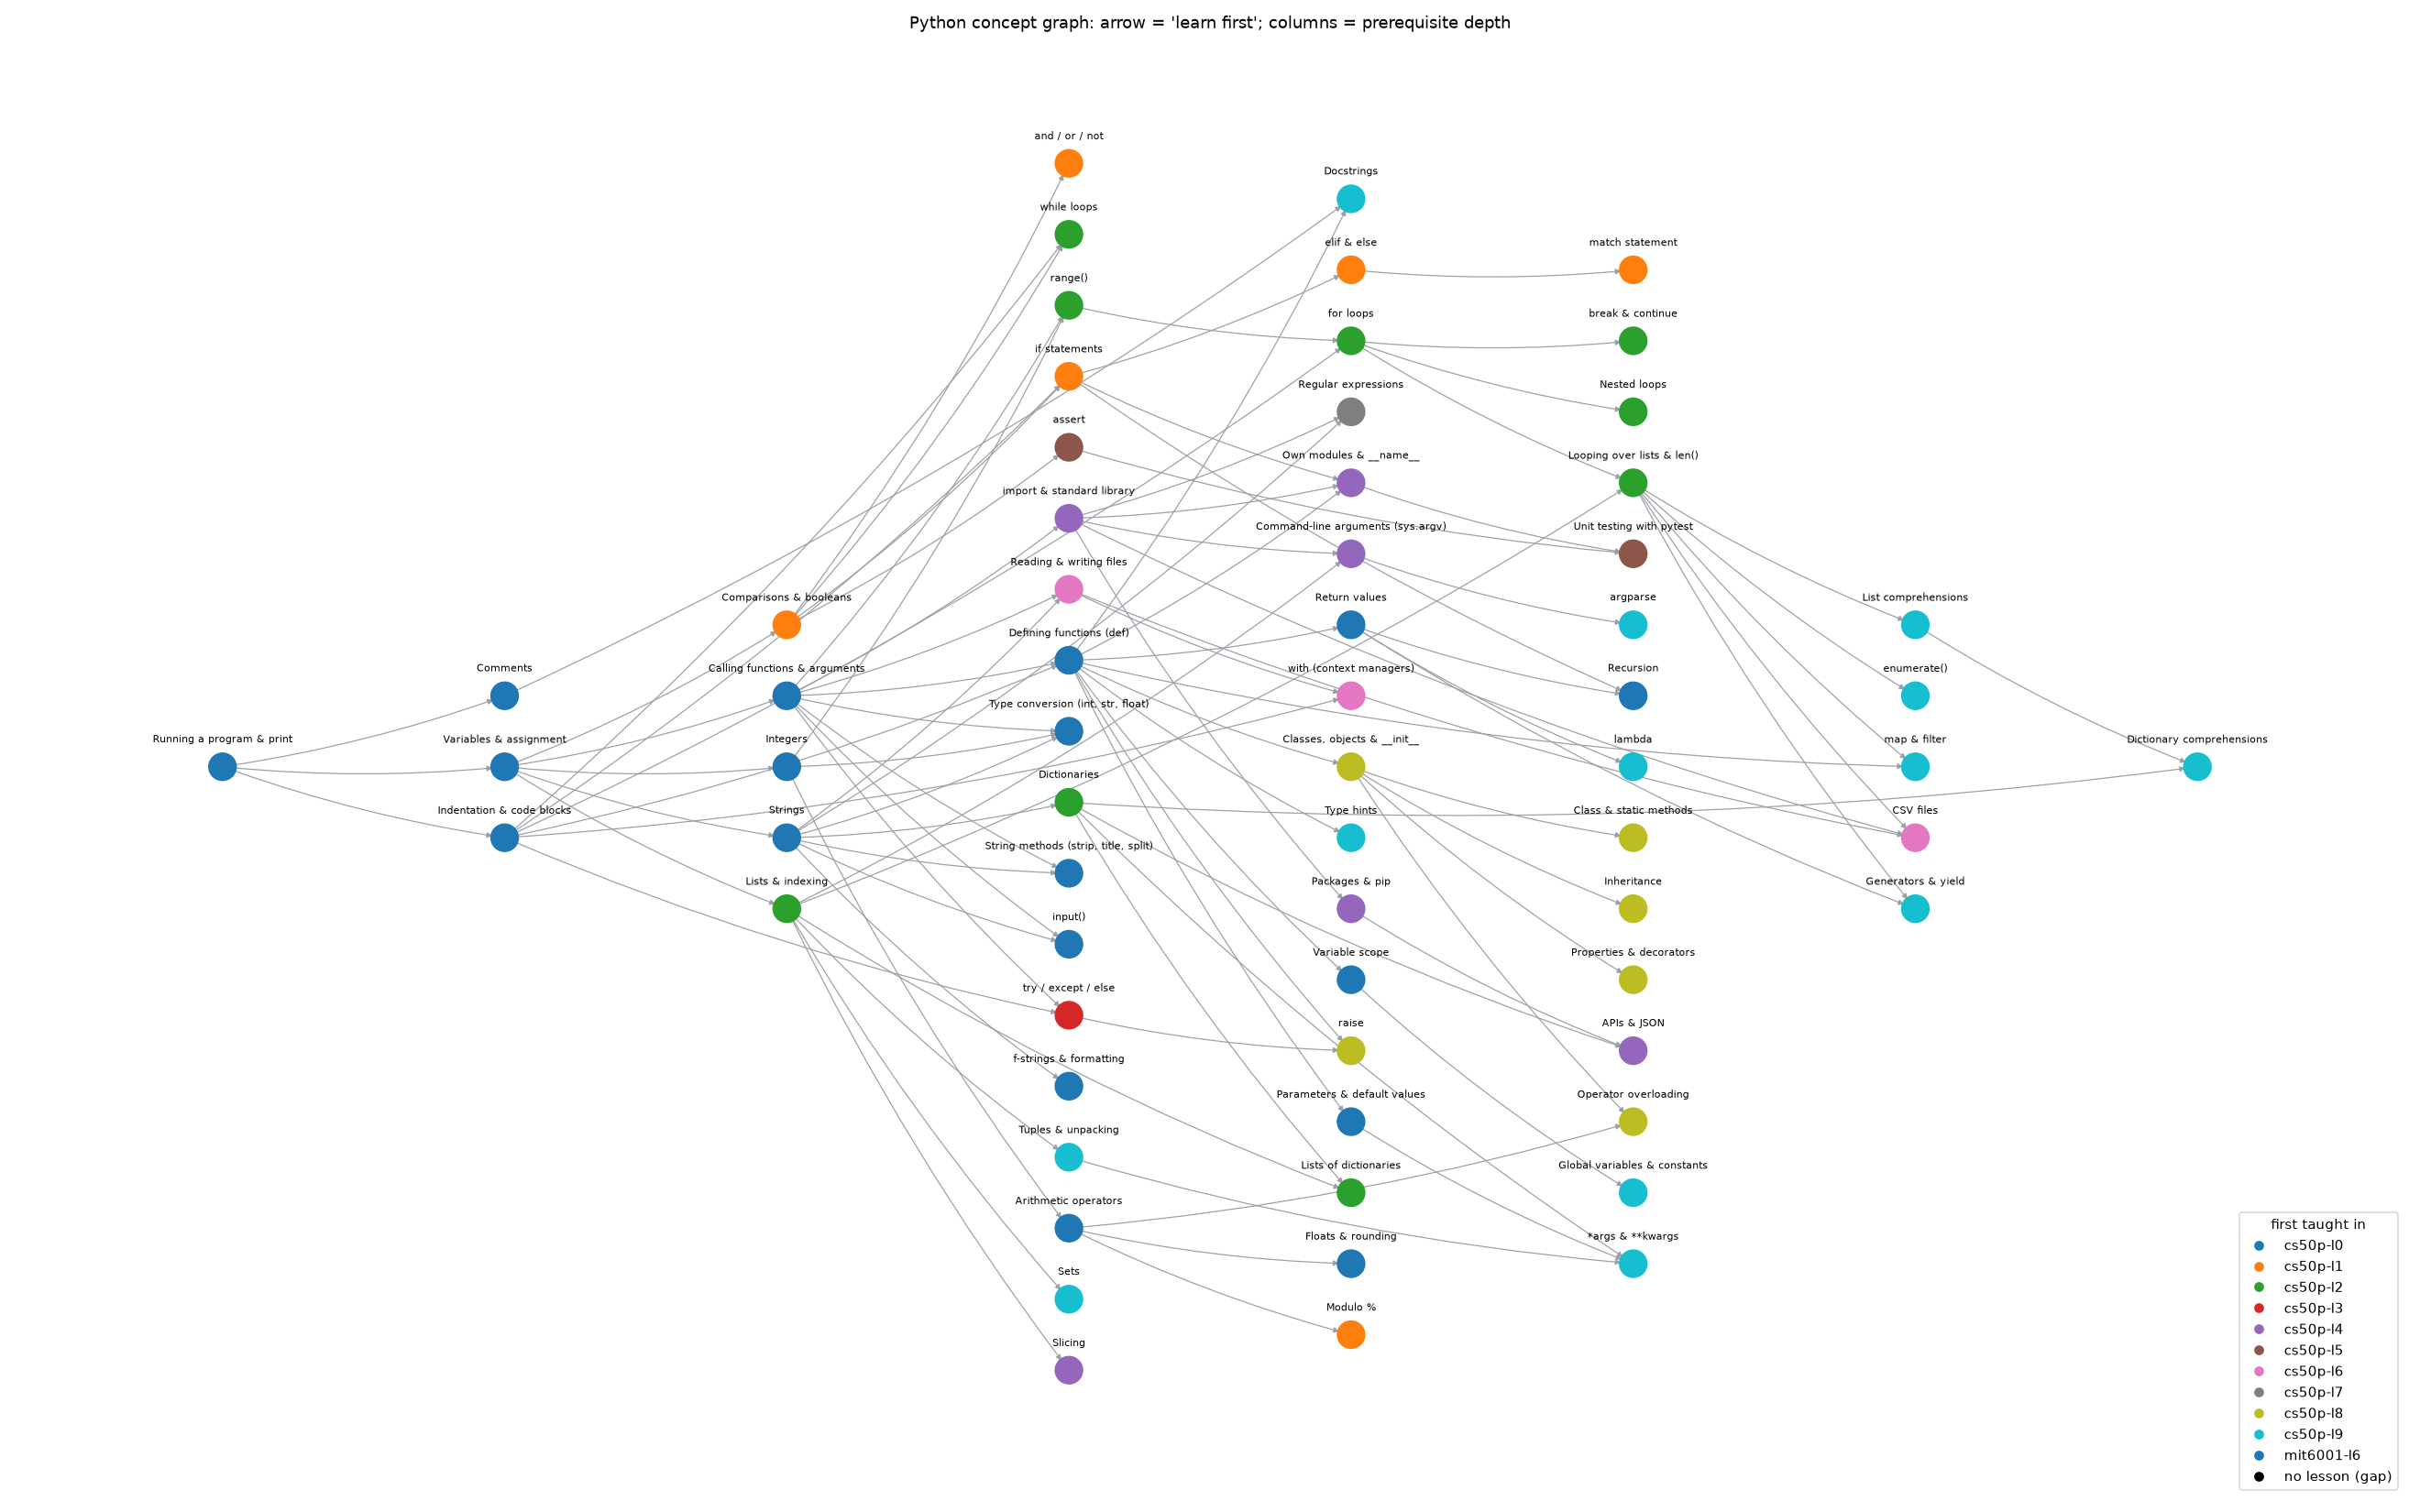 Python concept graph: arrow = 'learn first'; columns = prerequisite depth
Running a program & print
Comments
Variables & assignment
Indentation & code blocks
Comparisons & booleans
Calling functions & arguments
Integers
Strings
Lists & indexing
and / or / not
while loops
range()
if statements
assert
import & standard library
Reading & writing files
Defining functions (def)
Type conversion (int, str, float)
Dictionaries
String methods (strip, title, split)
input()
try / except / else
f-strings & formatting
Tuples & unpacking
Arithmetic operators
Sets
Slicing
Docstrings
elif & else
for loops
Regular expressions
Own modules & __name__
Command-line arguments (sys.argv)
Return values
with (context managers)
Classes, objects & __init__
Type hints
Packages & pip
Variable scope
raise
Parameters & default values
Lists of dictionaries
Floats & rounding
Modulo %
match statement
break & continue
Nested loops
Looping over lists & len()
Unit testing with pytest
argparse
Recursion
lambda
Class & static methods
Inheritance
Properties & decorators
APIs & JSON
Operator overloading
Global variables & constants
*args & **kwargs
List comprehensions
enumerate()
map & filter
CSV files
Generators & yield
Dictionary comprehensions
first taught in
cs50p-l0
cs50p-l1
cs50p-l2
cs50p-l3
cs50p-l4
cs50p-l5
cs50p-l6
cs50p-l7
cs50p-l8
cs50p-l9
mit6001-l6
no lesson (gap)